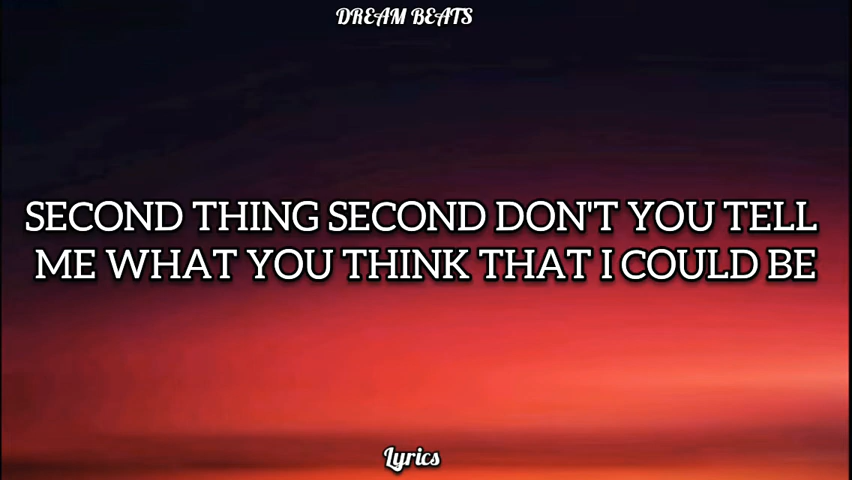 DREAM BEATS
SECOND THING SECOND DON'T YOU TELL
ME WHAT YOU THINK THAT I COULD BE
Lyrics